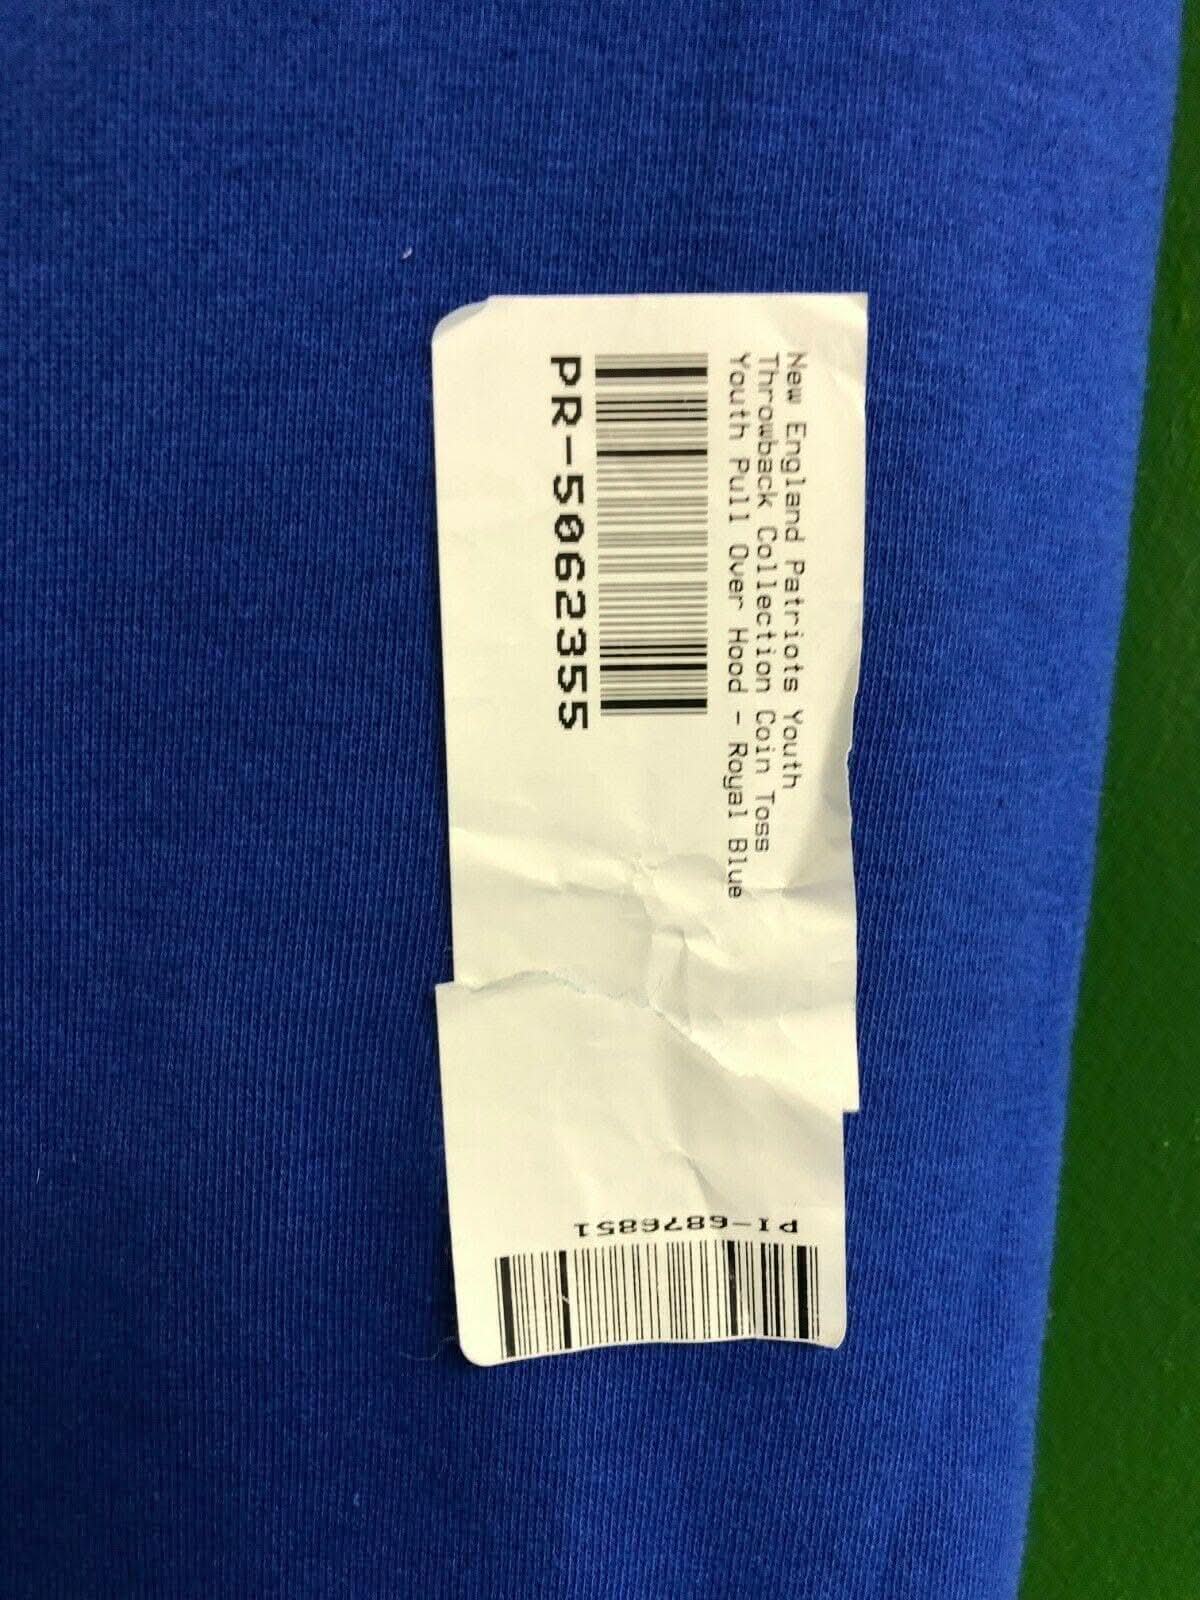 New England Patriots Youth
Throwback Collection Coin Toss
Youth Pull Over Hood - Royal Blue
PR-5062355
PI-6876851